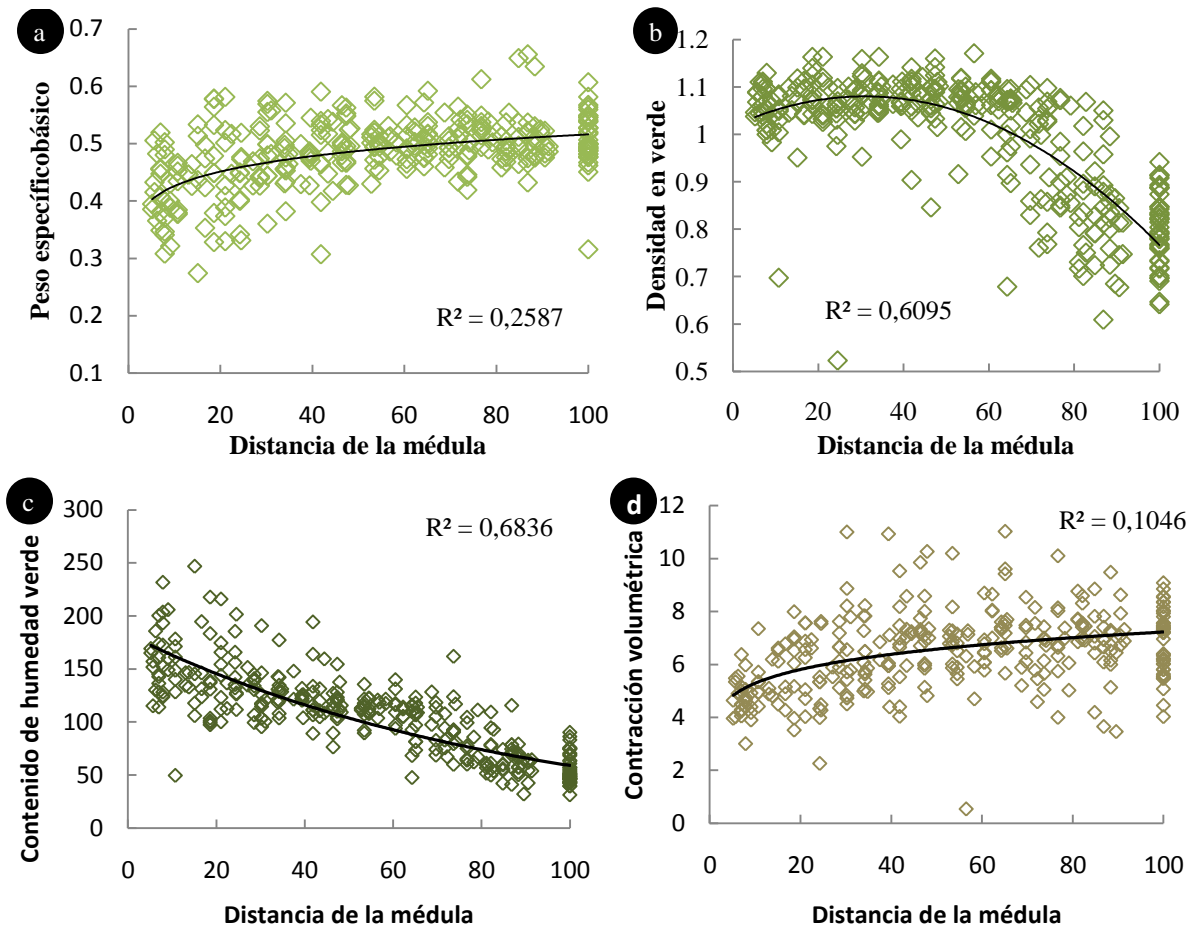 a
Peso específicobásico
0.7
0.6
0.5
0.4
0.3
0.2
0.1
R² = 0,2587
0 20 40 60 80 100
Distancia de la médula
b
Densidad en verde
1.2
1.1
1
0.9
0.8
0.7
0.6
0.5
R² = 0,6095
0 20 40 60 80 100
Distancia de la médula
c
Contenido de humedad verde
300
250
200
150
100
50
0
R² = 0,6836
0 20 40 60 80 100
Distancia de la médula
d
Contracción volumétrica
12
10
8
6
4
2
0
R² = 0,1046
0 20 40 60 80 100
Distancia de la médula